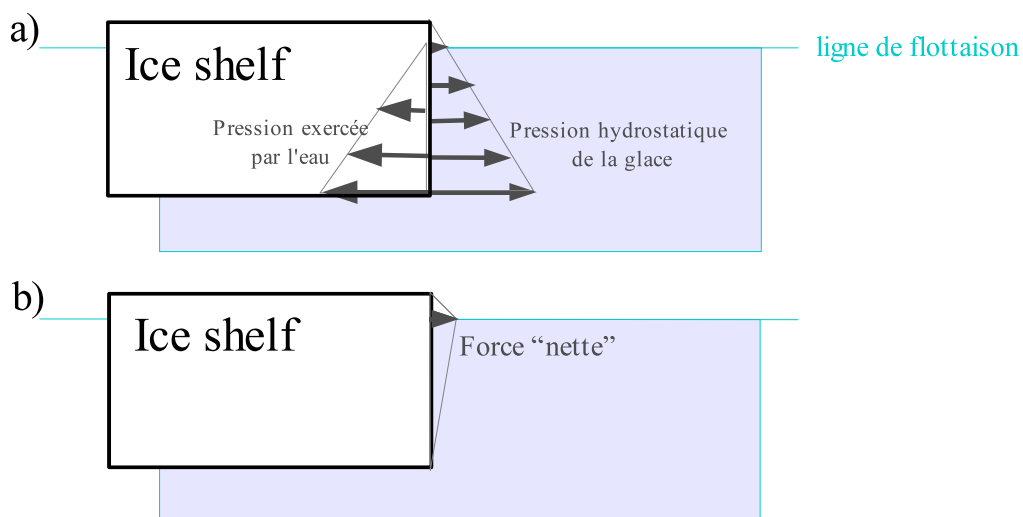 a)
Ice shelf
ligne de flottaison
Pression exercée
par l'eau
Pression hydrostatique
de la glace
b)
Ice shelf
Force “nette”